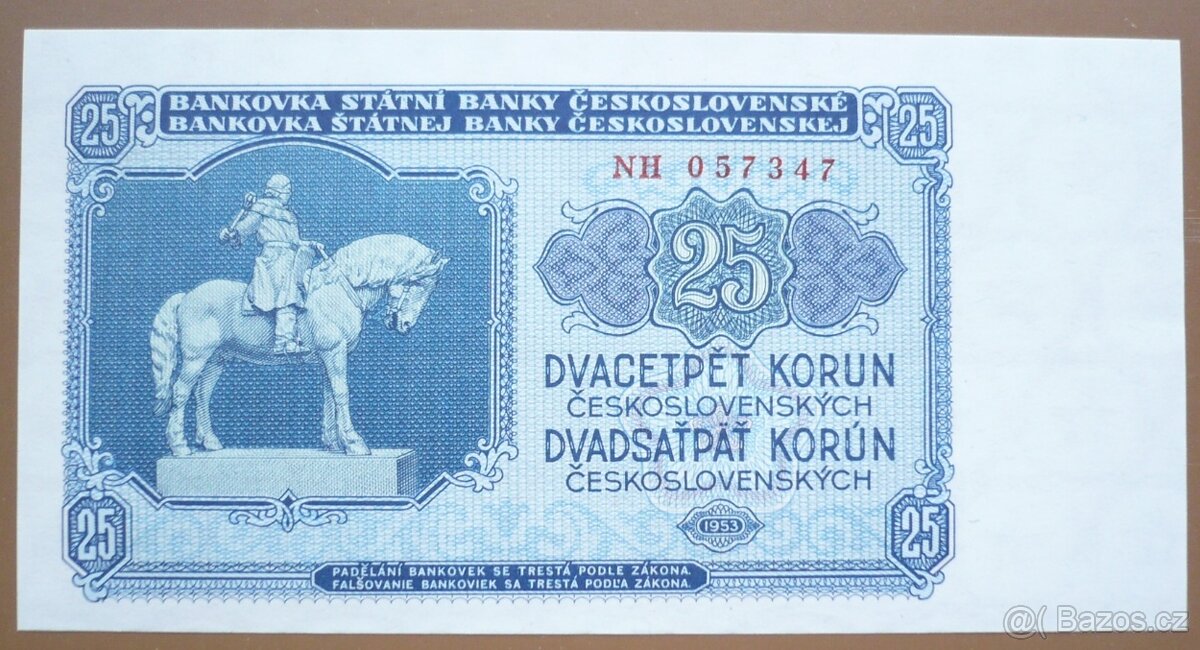 BANKOVKA STÁTNÍ BANKY ČESKOSLOVENSKÉ
BANKOVKA ŠTÁTNEJ BANKY ČESKOSLOVENSKEJ
25
25
NH 057347
25
DVACETPĚT KORUN
ČESKOSLOVENSKÝCH
DVADSAŤPÄŤ KORÚN
ČESKOSLOVENSKÝCH
1953
25
25
PADĚLÁNÍ BANKOVEK SE TRESTÁ PODLE ZÁKONA.
FALŠOVANIE BANKOVIEK SA TRESTÁ PODĽA ZÁKONA.
@( Bazos.cz